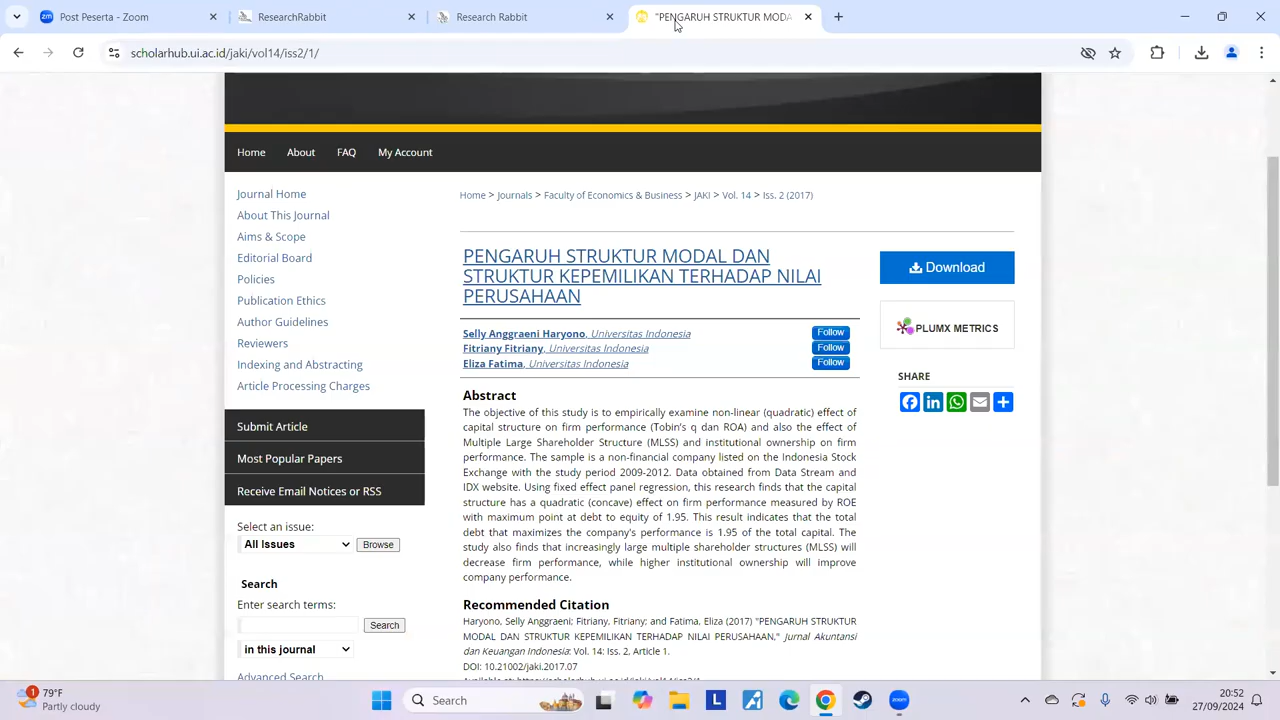 Post Peserta - Zoom
ResearchRabbit
Research Rabbit
"PENGARUH STRUKTUR MODA
scholarhub.ui.ac.id/jaki/vol14/iss2/1/
Home About FAQ My Account
Journal Home
About This Journal
Aims & Scope
Editorial Board
Policies
Publication Ethics
Author Guidelines
Reviewers
Indexing and Abstracting
Article Processing Charges
Submit Article
Most Popular Papers
Receive Email Notices or RSS
Select an issue:
All Issues Browse
Search
Enter search terms:
Search
in this journal
Advanced Search
Home > Journals > Faculty of Economics & Business > JAKI > Vol. 14 > Iss. 2 (2017)
PENGARUH STRUKTUR MODAL DAN
STRUKTUR KEPEMILIKAN TERHADAP NILAI
PERUSAHAAN
Selly Anggraeni Haryono, Universitas Indonesia Follow
Fitriany Fitriany, Universitas Indonesia Follow
Eliza Fatima, Universitas Indonesia Follow
Abstract
The objective of this study is to empirically examine non-linear (quadratic) effect of
capital structure on firm performance (Tobin's q dan ROA) and also the effect of
Multiple Large Shareholder Structure (MLSS) and institutional ownership on firm
performance. The sample is a non-financial company listed on the Indonesia Stock
Exchange with the study period 2009-2012. Data obtained from Data Stream and
IDX website. Using fixed effect panel regression, this research finds that the capital
structure has a quadratic (concave) effect on firm performance measured by ROE
with maximum point at debt to equity of 1.95. This result indicates that the total
debt that maximizes the company's performance is 1.95 of the total capital. The
study also finds that increasingly large multiple shareholder structures (MLSS) will
decrease firm performance, while higher institutional ownership will improve
company performance.
Recommended Citation
Haryono, Selly Anggraeni; Fitriany, Fitriany; and Fatima, Eliza (2017) "PENGARUH STRUKTUR
MODAL DAN STRUKTUR KEPEMILIKAN TERHADAP NILAI PERUSAHAAN," Jurnal Akuntansi
dan Keuangan Indonesia: Vol. 14: Iss. 2, Article 1.
DOI: 10.21002/jaki.2017.07
Download
PLUMX METRICS
SHARE
1
79°F
Partly cloudy
Search
20:52
27/09/2024